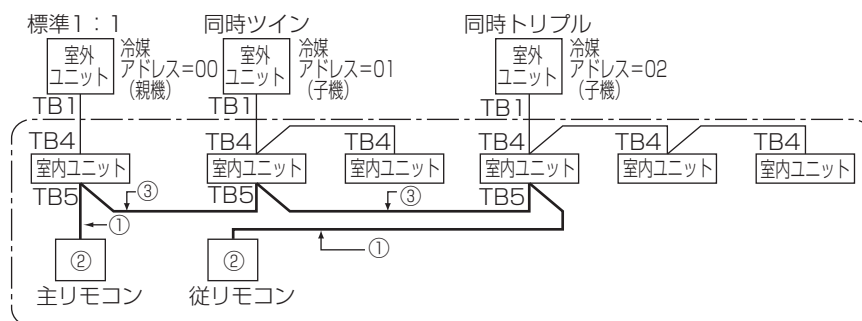 標準1：1
室外
ユニット
冷媒
アドレス=00
(親機)
TB1
同時ツイン
室外
ユニット
冷媒
アドレス=01
(子機)
TB1
同時トリプル
室外
ユニット
冷媒
アドレス=02
(子機)
TB1
TB4
TB4
TB4
TB4
TB4
TB4
室内ユニット
室内ユニット
室内ユニット
室内ユニット
室内ユニット
室内ユニット
TB5
TB5
TB5
③
③
①
①
②
②
主リモコン
従リモコン